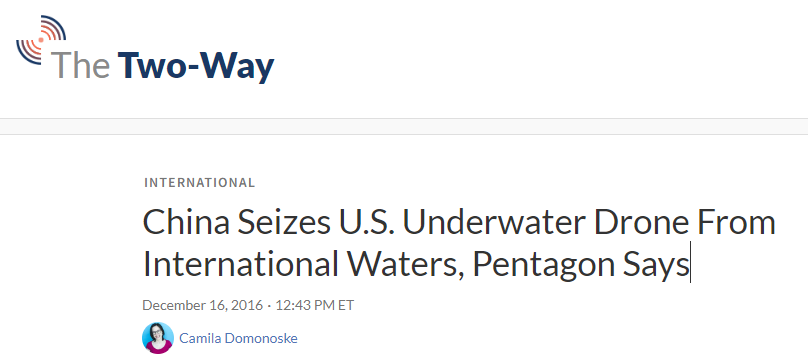 The Two-Way
INTERNATIONAL
China Seizes U.S. Underwater Drone From
International Waters, Pentagon Says
December 16, 2016 · 12:43 PM ET
Camila Domonoske